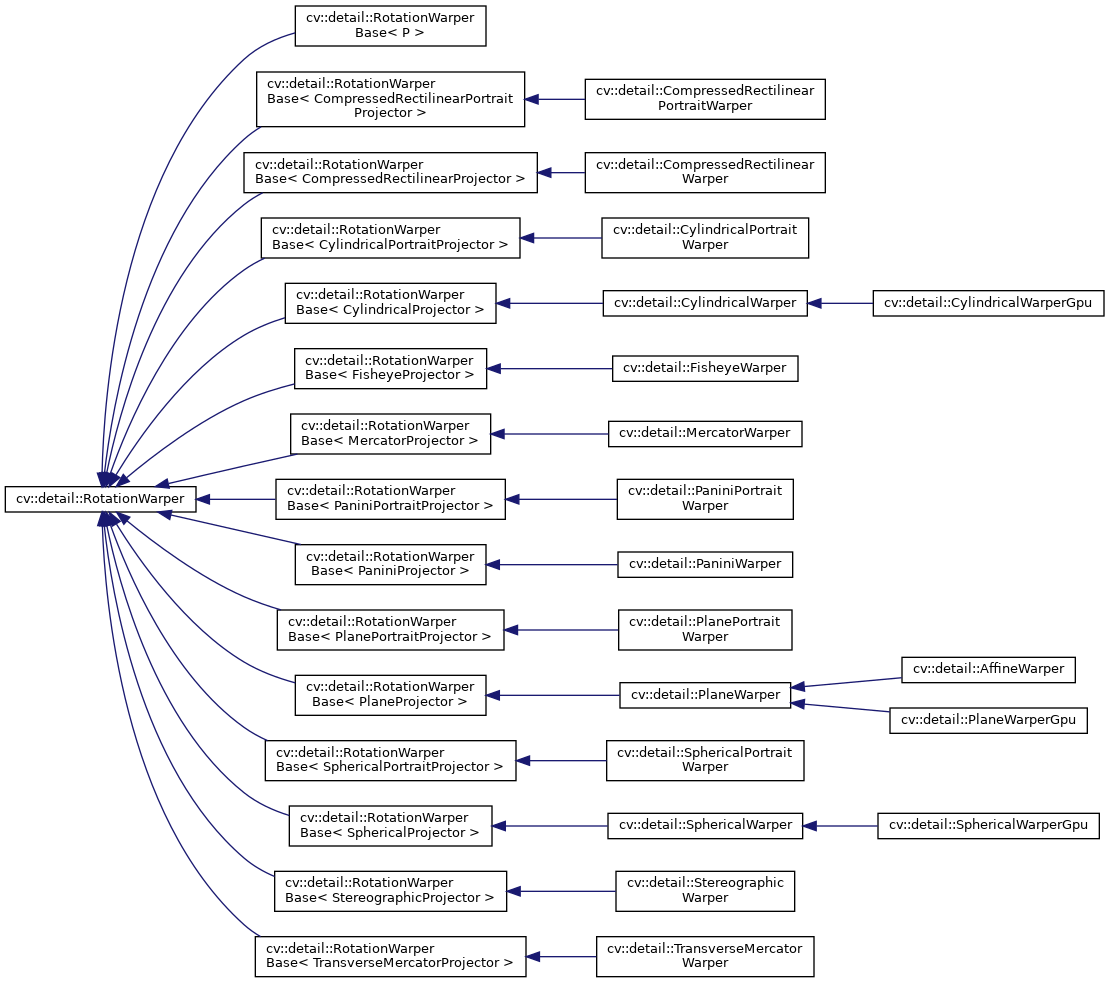 cv::detail::RotationWarper
Base< P >
cv::detail::RotationWarper
Base< CompressedRectilinearPortrait
Projector >
cv::detail::CompressedRectilinear
PortraitWarper
cv::detail::RotationWarper
Base< CompressedRectilinearProjector >
cv::detail::CompressedRectilinear
Warper
cv::detail::RotationWarper
Base< CylindricalPortraitProjector >
cv::detail::CylindricalPortrait
Warper
cv::detail::RotationWarper
Base< CylindricalProjector >
cv::detail::CylindricalWarper
cv::detail::CylindricalWarperGpu
cv::detail::RotationWarper
Base< FisheyeProjector >
cv::detail::FisheyeWarper
cv::detail::RotationWarper
Base< MercatorProjector >
cv::detail::MercatorWarper
cv::detail::RotationWarper
cv::detail::RotationWarper
Base< PaniniPortraitProjector >
cv::detail::PaniniPortrait
Warper
cv::detail::RotationWarper
Base< PaniniProjector >
cv::detail::PaniniWarper
cv::detail::RotationWarper
Base< PlanePortraitProjector >
cv::detail::PlanePortrait
Warper
cv::detail::RotationWarper
Base< PlaneProjector >
cv::detail::PlaneWarper
cv::detail::AffineWarper
cv::detail::PlaneWarperGpu
cv::detail::RotationWarper
Base< SphericalPortraitProjector >
cv::detail::SphericalPortrait
Warper
cv::detail::RotationWarper
Base< SphericalProjector >
cv::detail::SphericalWarper
cv::detail::SphericalWarperGpu
cv::detail::RotationWarper
Base< StereographicProjector >
cv::detail::Stereographic
Warper
cv::detail::RotationWarper
Base< TransverseMercatorProjector >
cv::detail::TransverseMercator
Warper